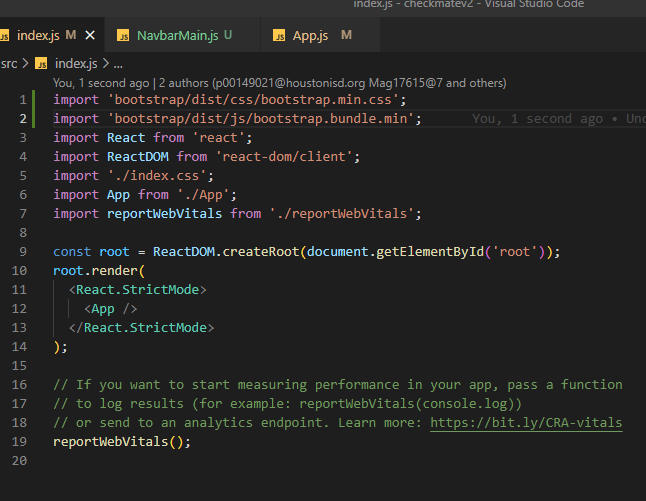 index.js - checkmatev2 - Visual Studio Code
JS index.js M × JS NavbarMain.js U JS App.js M
src > JS index.js > ...
You, 1 second ago | 2 authors (p00149021@houstonisd.org Mag17615@7 and others)
1 import 'bootstrap/dist/css/bootstrap.min.css';
2 import 'bootstrap/dist/js/bootstrap.bundle.min'; You, 1 second ago • Unc
3 import React from 'react';
4 import ReactDOM from 'react-dom/client';
5 import './index.css';
6 import App from './App';
7 import reportWebVitals from './reportWebVitals';
8
9 const root = ReactDOM.createRoot(document.getElementById('root'));
10 root.render(
11 <React.StrictMode>
12 <App />
13 </React.StrictMode>
14 );
15
16 // If you want to start measuring performance in your app, pass a function
17 // to log results (for example: reportWebVitals(console.log))
18 // or send to an analytics endpoint. Learn more: https://bit.ly/CRA-vitals
19 reportWebVitals();
20